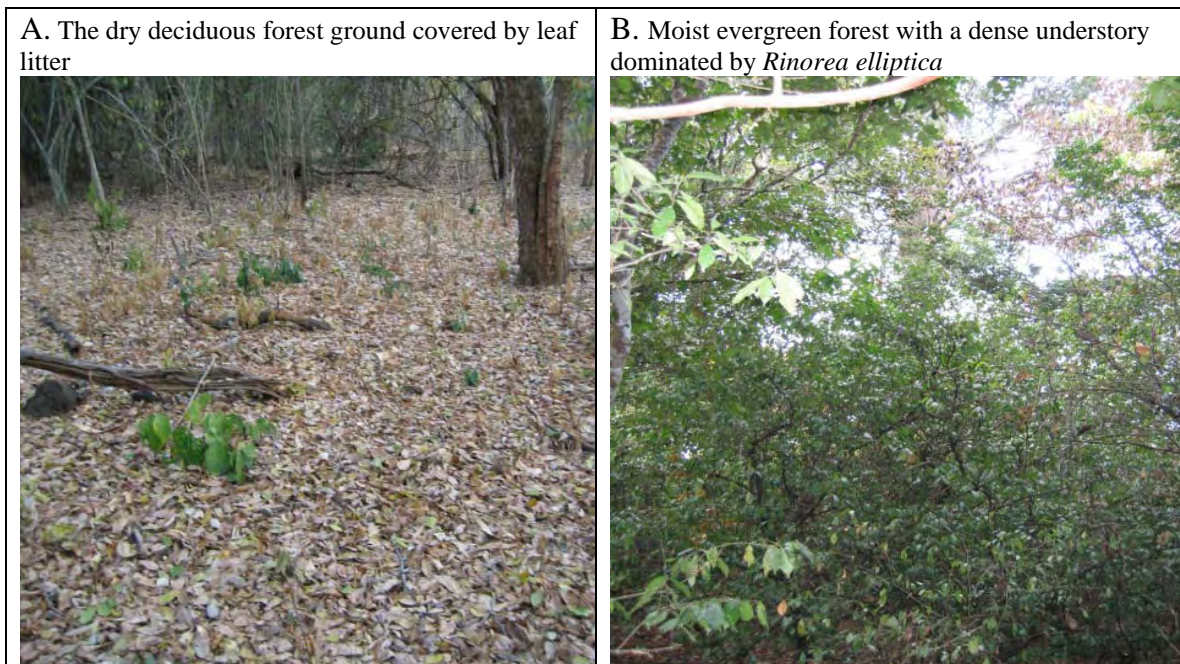 A. The dry deciduous forest ground covered by leaf
litter
B. Moist evergreen forest with a dense understory
dominated by Rinorea elliptica